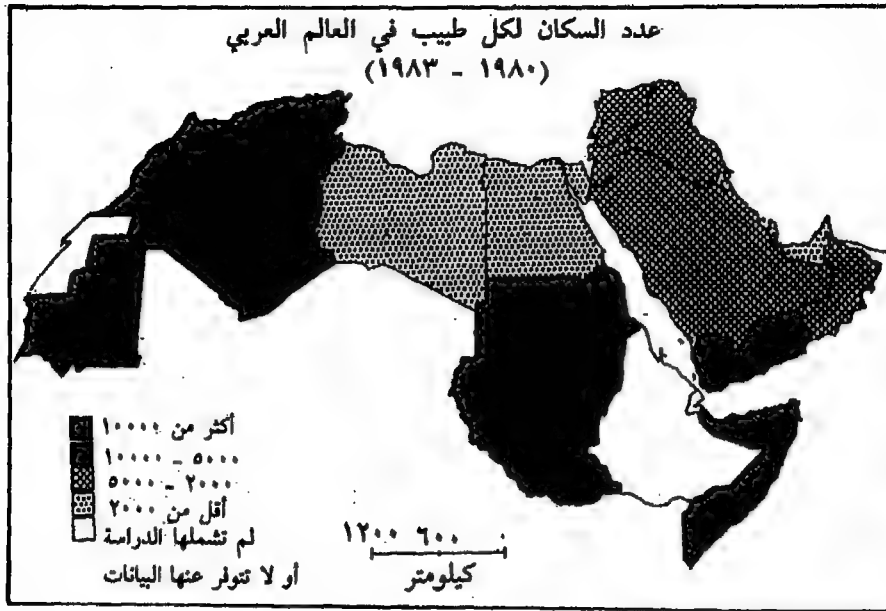 عدد السكان لكل طبيب في العالم العربي
(١٩٨٠ - ١٩٨٣)
أكثر من ١٠٠٠٠
٥٠٠٠ - ١٠٠٠٠
٢٠٠٠ - ٥٠٠٠
أقل من ٢٠٠٠
لم تشملها الدراسة
أو لا تتوفر عنها البيانات
١٢٠٠ ٦٠٠ ٠
كيلومتر